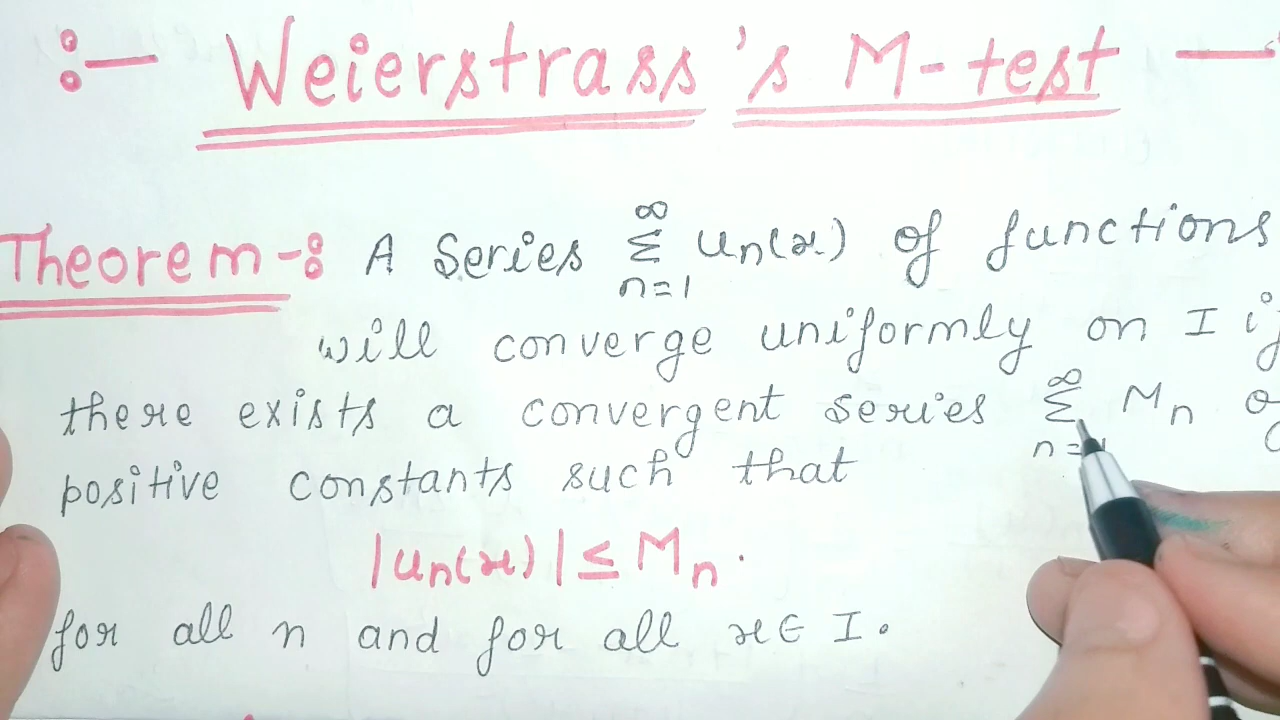 :- Weierstrass's M-test -
Theorem -: A Series ∞ Σ n=1 un(x) of functions
will converge uniformly on I
there exists a convergent series ∞ Σ n=1 Mn
positive constants such that
|un(x)| ≤ Mn.
for all n and for all x∈ I.